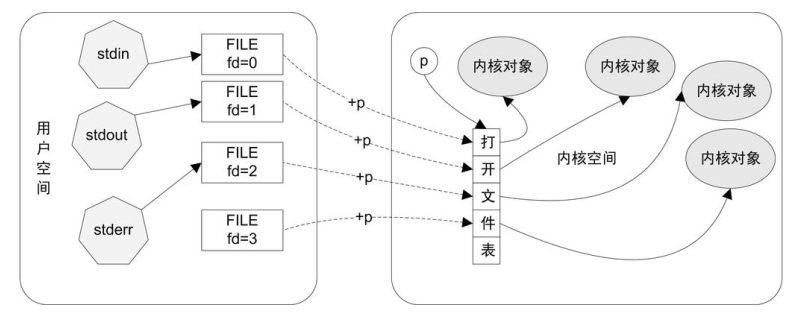 用户空间
stdin
stdout
stderr
FILE
fd=0
FILE
fd=1
FILE
fd=2
FILE
fd=3
+p
+p
+p
+p
p
打开文件表
内核对象
内核对象
内核对象
内核对象
内核空间